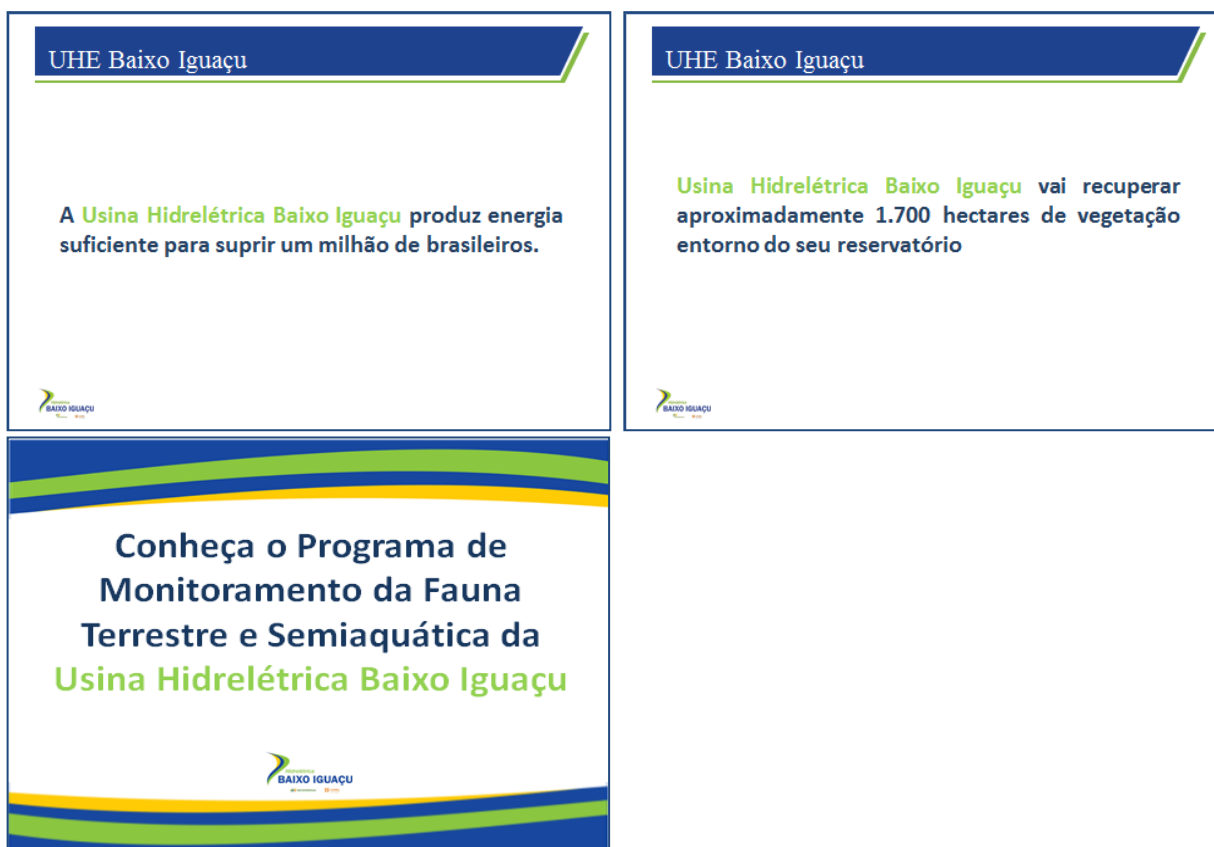 UHE Baixo Iguaçu
A Usina Hidrelétrica Baixo Iguaçu produz energia
suficiente para suprir um milhão de brasileiros.
BAIXO IGUAÇU
UHE Baixo Iguaçu
Usina Hidrelétrica Baixo Iguaçu vai recuperar
aproximadamente 1.700 hectares de vegetação
entorno do seu reservatório
BAIXO IGUAÇU
Conheça o Programa de
Monitoramento da Fauna
Terrestre e Semiaquática da
Usina Hidrelétrica Baixo Iguaçu
BAIXO IGUAÇU